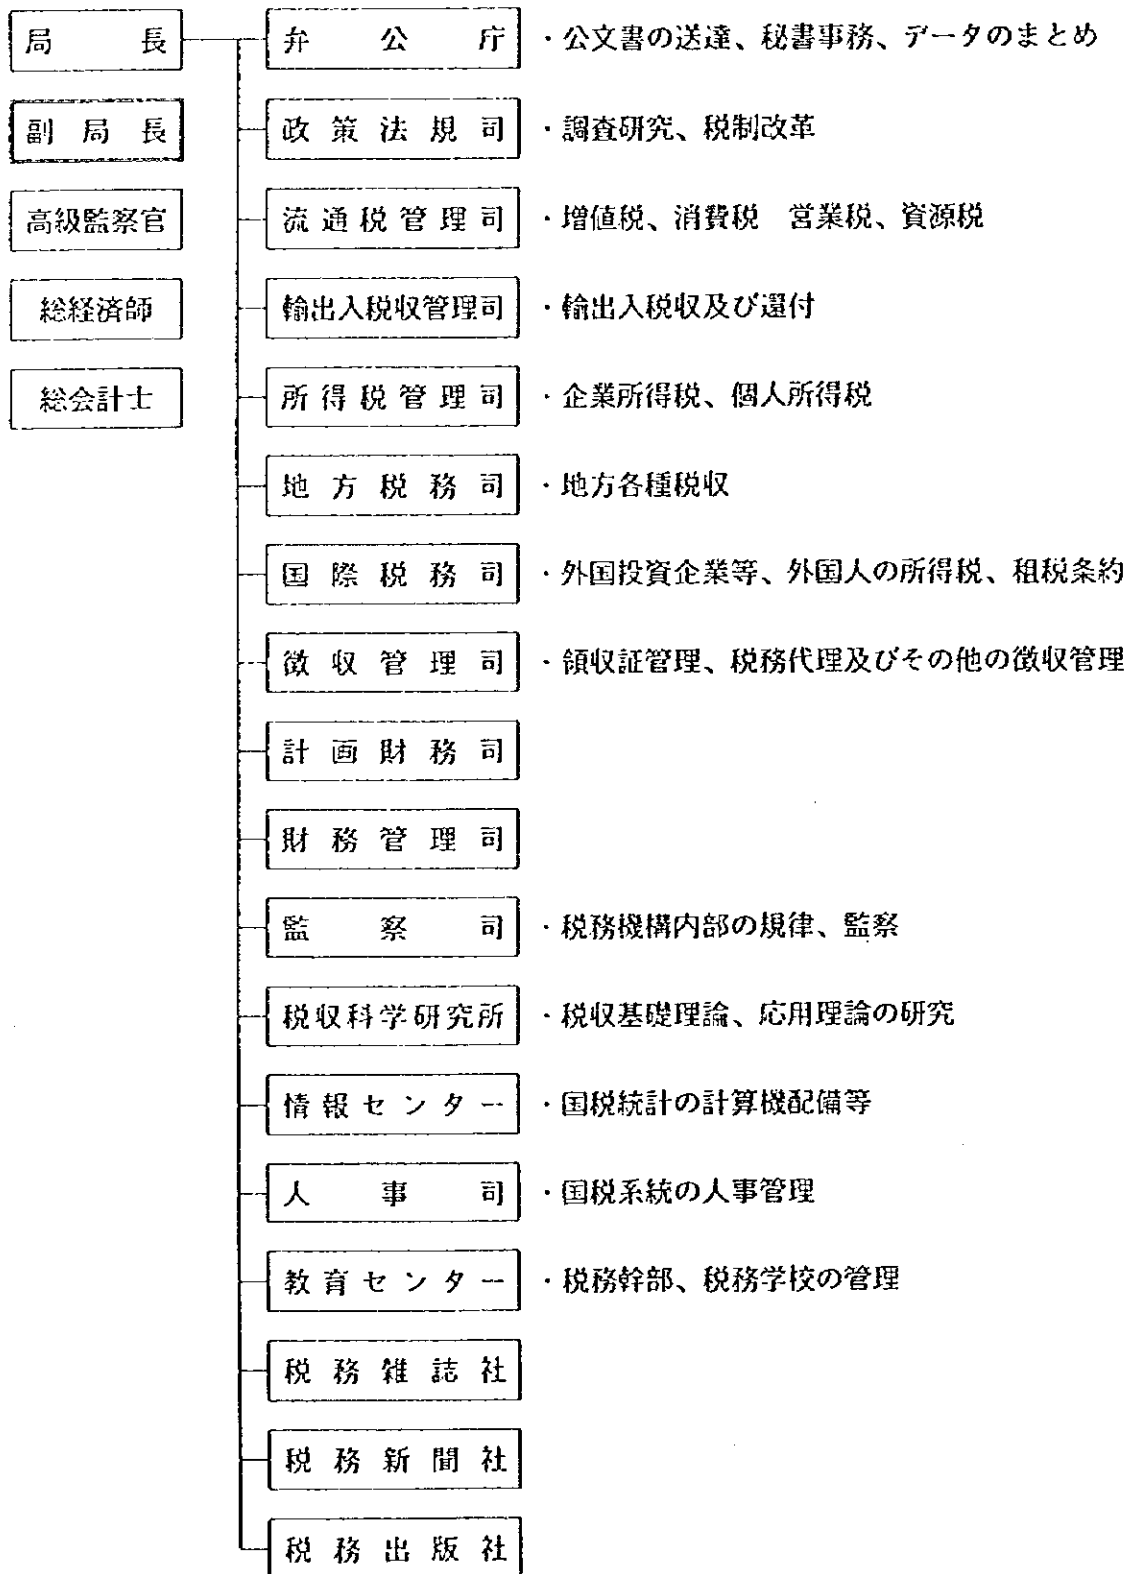 局長 弁公庁 ・公文書の送達、秘書事務、データのまとめ
副局長 政策法規司 ・調査研究、税制改革
高級監察官 流通税管理司 ・増値税、消費税　営業税、資源税
総経済師 輸出入税収管理司 ・輸出入税収及び還付
総会計士 所得税管理司 ・企業所得税、個人所得税
地方税務司 ・地方各種税収
国際税務司 ・外国投資企業等、外国人の所得税、租税条約
徴収管理司 ・領収証管理、税務代理及びその他の徴収管理
計画財務司
財務管理司
監察司 ・税務機構内部の規律、監察
税収科学研究所 ・税収基礎理論、応用理論の研究
情報センター ・国税統計の計算機配備等
人事司 ・国税系統の人事管理
教育センター ・税務幹部、税務学校の管理
税務雑誌社
税務新聞社
税務出版社